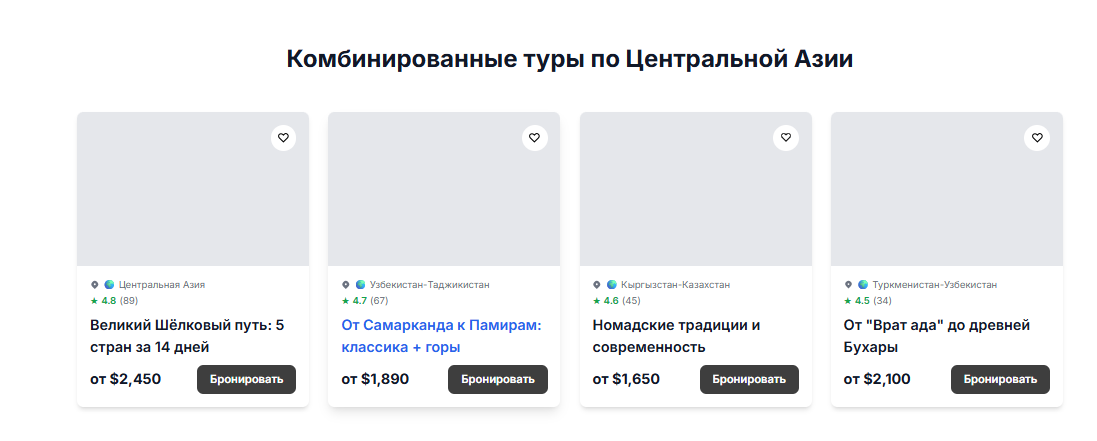 Комбинированные туры по Центральной Азии
Центральная Азия
★ 4.8 (89)
Великий Шёлковый путь: 5
стран за 14 дней
от $2,450
Бронировать
Узбекистан-Таджикистан
★ 4.7 (67)
От Самарканда к Памирам:
классика + горы
от $1,890
Бронировать
Кыргызстан-Казахстан
★ 4.6 (45)
Номадские традиции и
современность
от $1,650
Бронировать
Туркменистан-Узбекистан
★ 4.5 (34)
От "Врат ада" до древней
Бухары
от $2,100
Бронировать